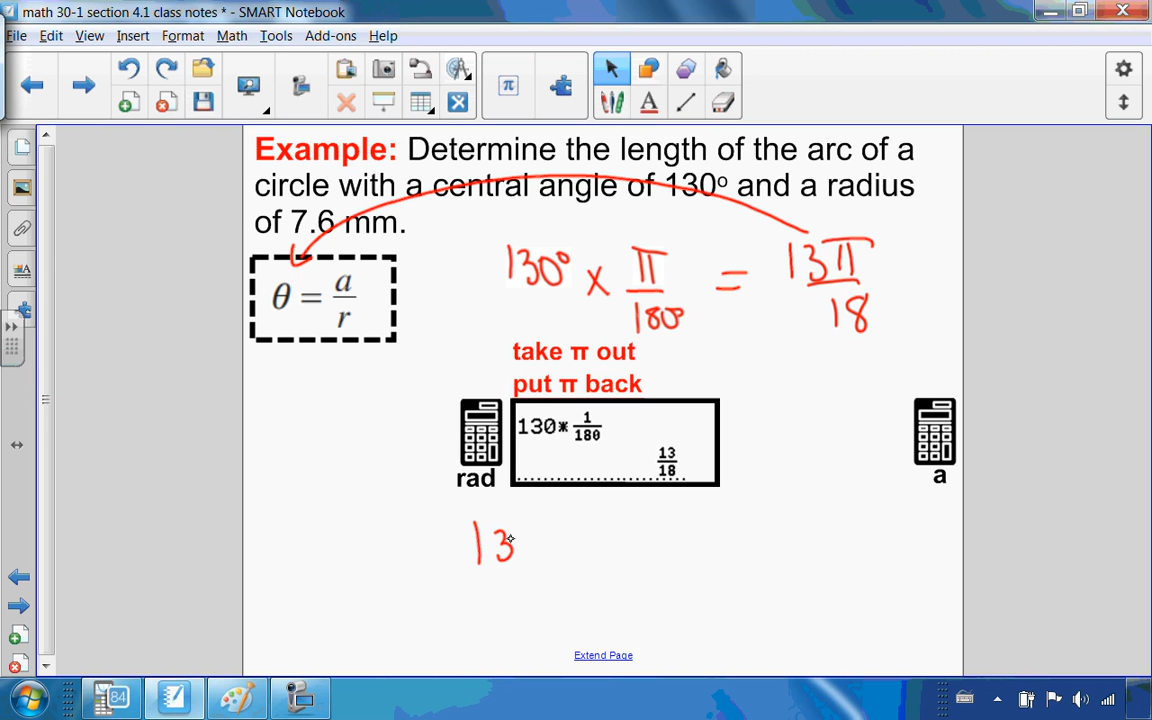 math 30-1 section 4.1 class notes * - SMART Notebook
File Edit View Insert Format Math Tools Add-ons Help
Example: Determine the length of the arc of a
circle with a central angle of 130º and a radius
of 7.6 mm.
θ = a/r
130° × π/180° = 13π/18
take π out
put π back
130*1/180
13/18
rad
a
13
Extend Page
84